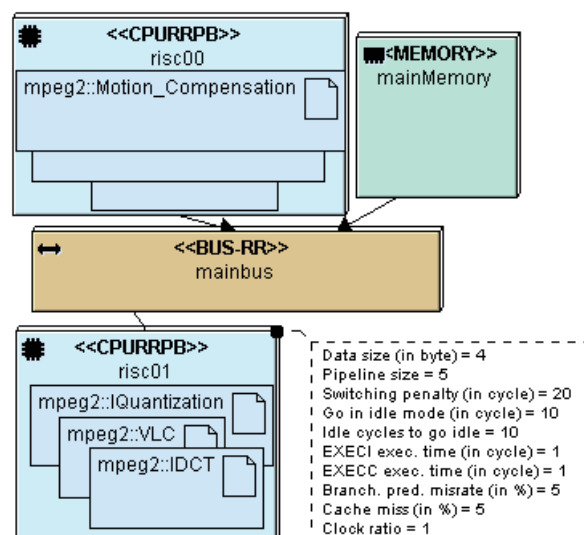 <<CPURRPB>>
risc00
mpeg2::Motion_Compensation
<MEMORY>>
mainMemory
<<BUS-RR>>
mainbus
<<CPURRPB>>
risc01
mpeg2::IQuantization
mpeg2::VLC
mpeg2::IDCT
Data size (in byte) = 4
Pipeline size = 5
Switching penalty (in cycle) = 20
Go in idle mode (in cycle) = 10
Idle cycles to go idle = 10
EXECI exec. time (in cycle) = 1
EXECC exec. time (in cycle) = 1
Branch. pred. misrate (in %) = 5
Cache miss (in %) = 5
Clock ratio = 1